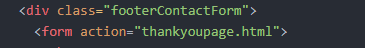 <div class="footerContactForm">
<form action="thankyoupage.html">